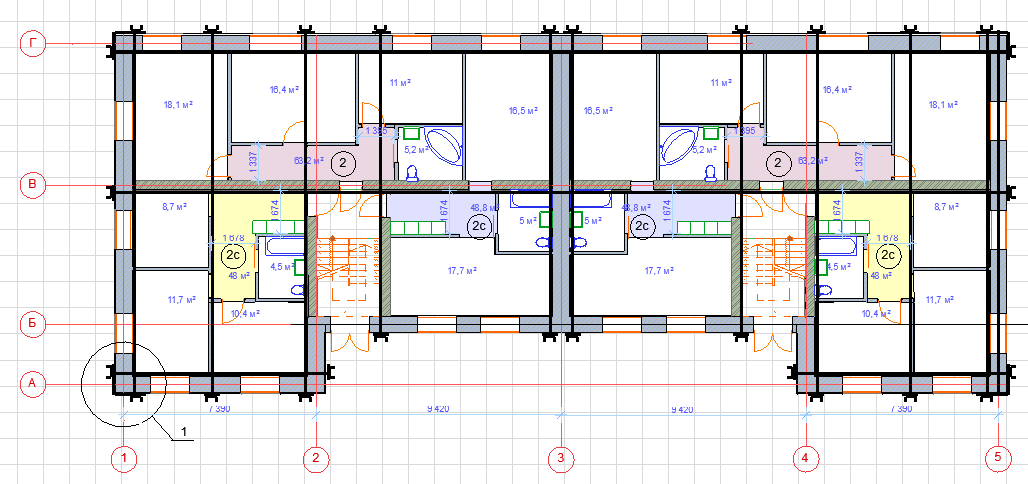 Г
18,1 м²
16,4 м²
11 м²
16,5 м²
16,5 м²
11 м²
16,4 м²
18,1 м²
1 395
1 395
5,2 м²
5,2 м²
1 337
63,2 м²
2
2
63,2 м²
1 337
В
8,7 м²
1 674
1 674
48,8 м²
5 м²
5 м²
48,8 м²
1 674
1 674
8,7 м²
2с
2с
1 678
1 678
2с
2с
4,5 м²
48 м²
17,7 м²
17,7 м²
4,5 м²
48 м²
11,7 м²
10,4 м²
10,4 м²
11,7 м²
Б
А
7 390
9 420
9 420
7 390
1
1
2
3
4
5